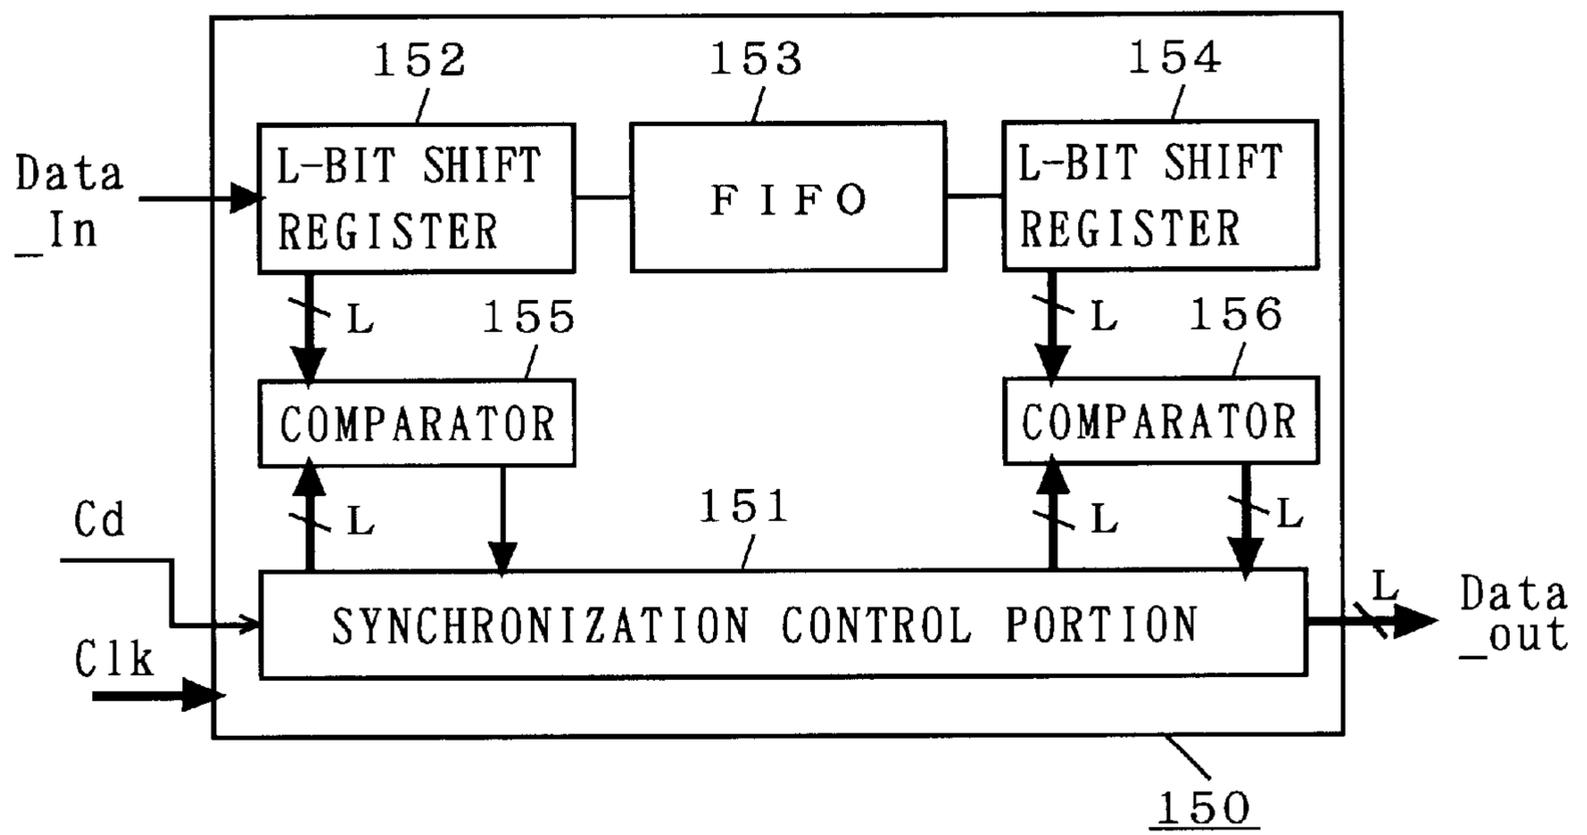 152
153
154
Data
_In
L-BIT SHIFT
REGISTER
FIFO
L-BIT SHIFT
REGISTER
L
155
L
156
COMPARATOR
COMPARATOR
Cd
L
151
L
L
SYNCHRONIZATION CONTROL PORTION
L
Data
_out
Clk
150